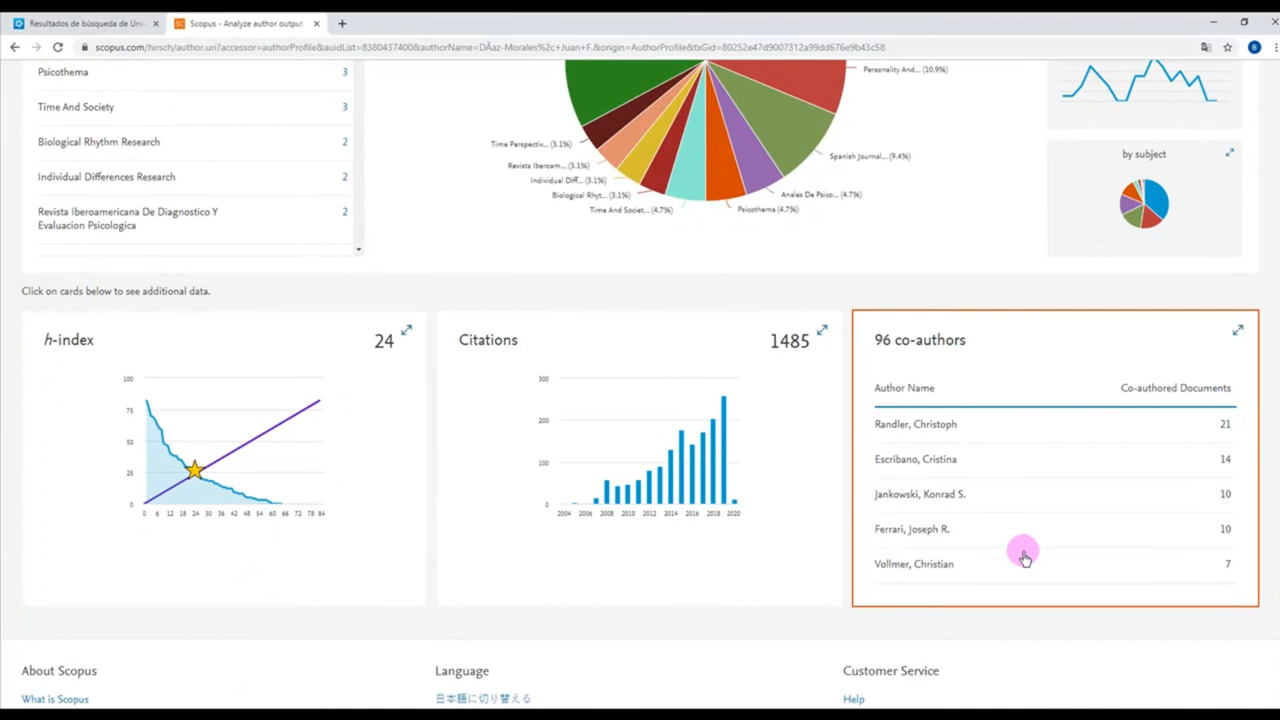 Resultados de búsqueda de Uni
Scopus - Analyze author output
scopus.com/hirsch/author.uri?accessor=authorProfile&auidList=8380437400&authorName=DÃaz-Morales%2c+Juan+F.&origin=AuthorProfile&txGid=80252e47d9007312a99dd676e9b43c58
B
Psicothema 3
Time And Society 3
Biological Rhythm Research 2
Individual Differences Research 2
Revista Iberoamericana De Diagnostico Y
Evaluacion Psicologica 2
Personality And... (10.9%)
Spanish Journal... (9.4%)
Anales De Psico... (4.7%)
Psicothema (4.7%)
Time And Societ... (4.7%)
Biological Rhyt... (3.1%)
Individual Diff... (3.1%)
Revista Iberoam... (3.1%)
Time Perspectiv... (3.1%)
by subject
Click on cards below to see additional data.
h-index 24
100
75
50
25
0
0 6 12 18 24 30 36 42 48 54 60 66 72 78 84
Citations 1485
300
200
100
0
2004 2006 2008 2010 2012 2014 2016 2018 2020
96 co-authors
Author Name Co-authored Documents
Randler, Christoph 21
Escribano, Cristina 14
Jankowski, Konrad S. 10
Ferrari, Joseph R. 10
Vollmer, Christian 7
About Scopus Language Customer Service
What is Scopus 日本語に切り替える Help